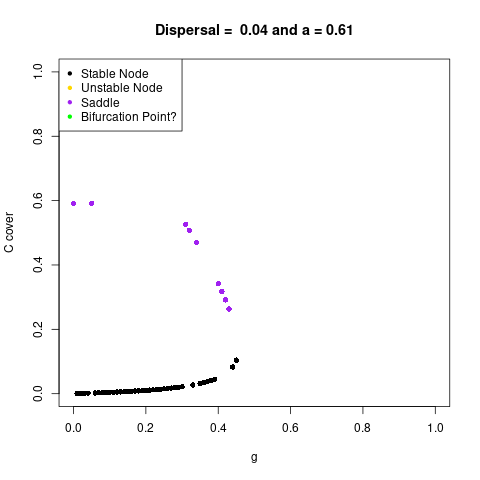 Dispersal =  0.04 and a = 0.61
Stable Node
Unstable Node
Saddle
Bifurcation Point?
1.0
0.8
0.6
0.4
0.2
0.0
C cover
0.0 0.2 0.4 0.6 0.8 1.0
g